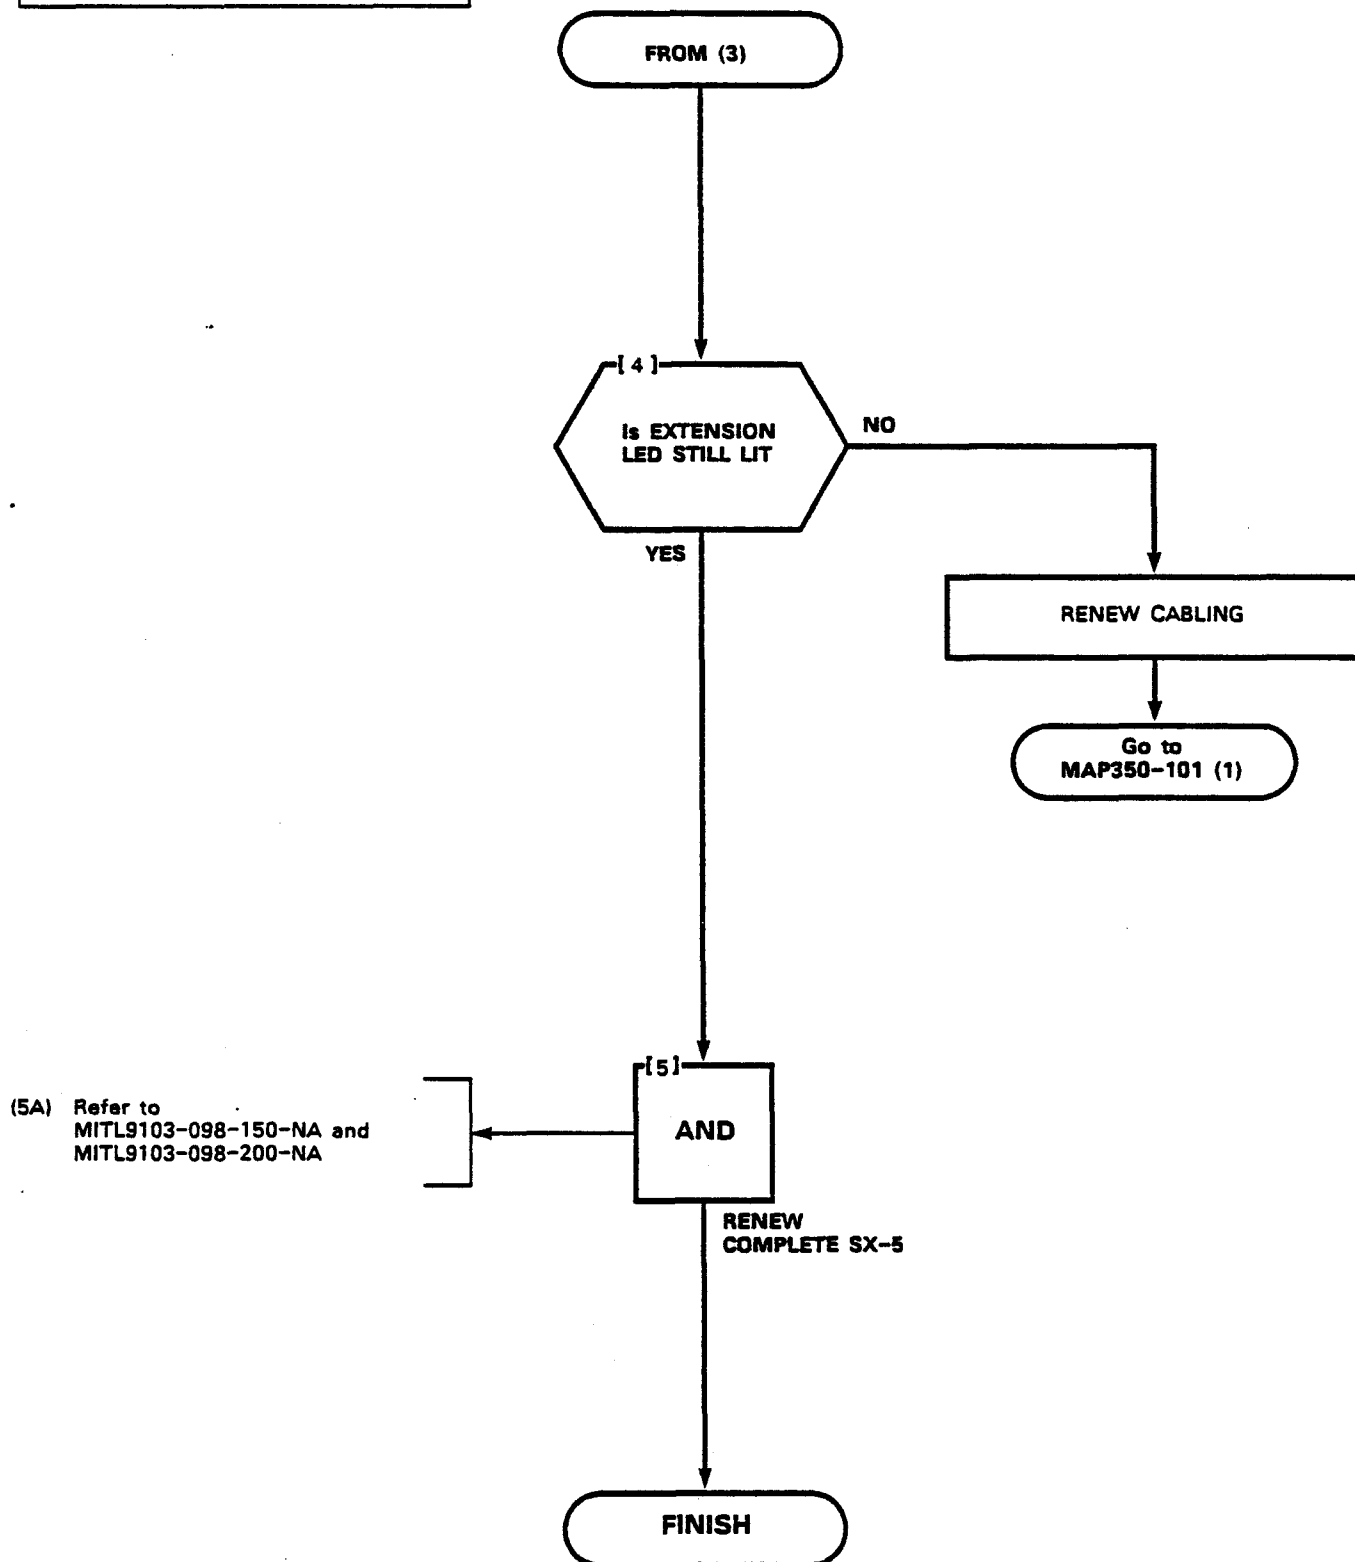 FROM (3)
[ 4 ]
Is EXTENSION
LED STILL LIT
NO
YES
RENEW CABLING
Go to
MAP350-101 (1)
[5]
AND
(5A) Refer to
MITL9103-098-150-NA and
MITL9103-098-200-NA
RENEW
COMPLETE SX-5
FINISH